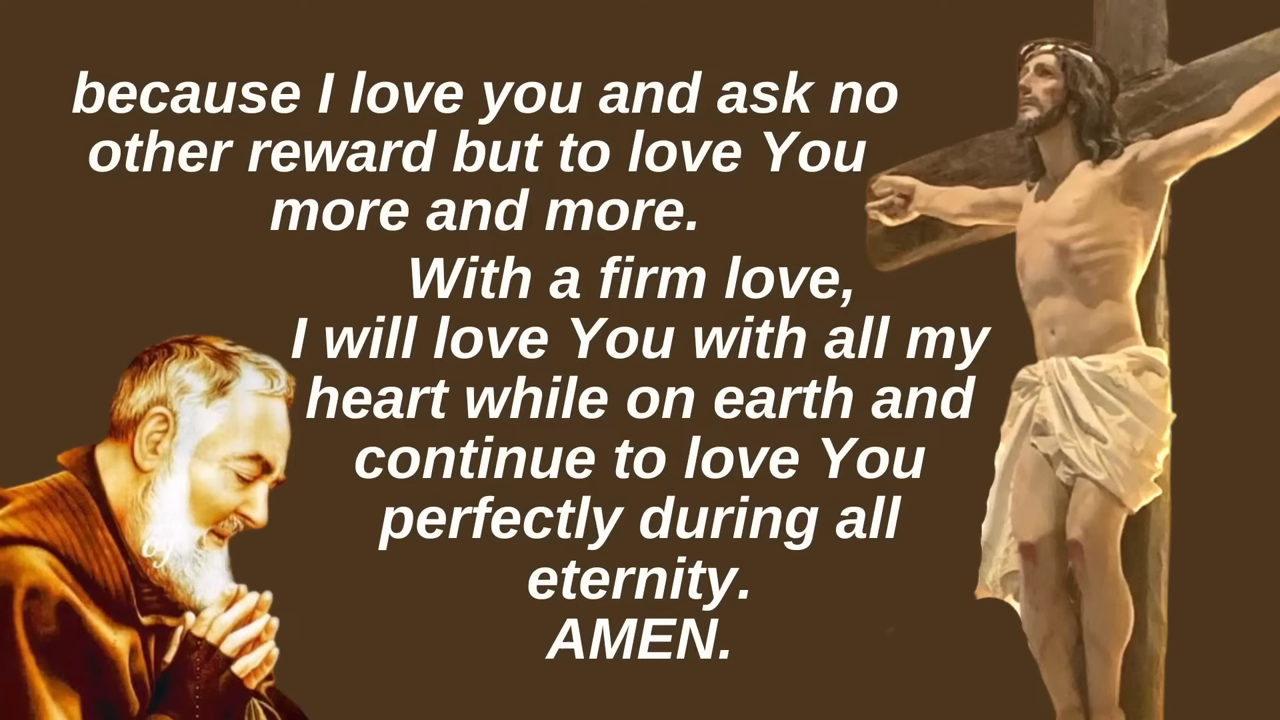 because I love you and ask no
other reward but to love You
more and more.
With a firm love,
I will love You with all my
heart while on earth and
continue to love You
perfectly during all
eternity.
AMEN.